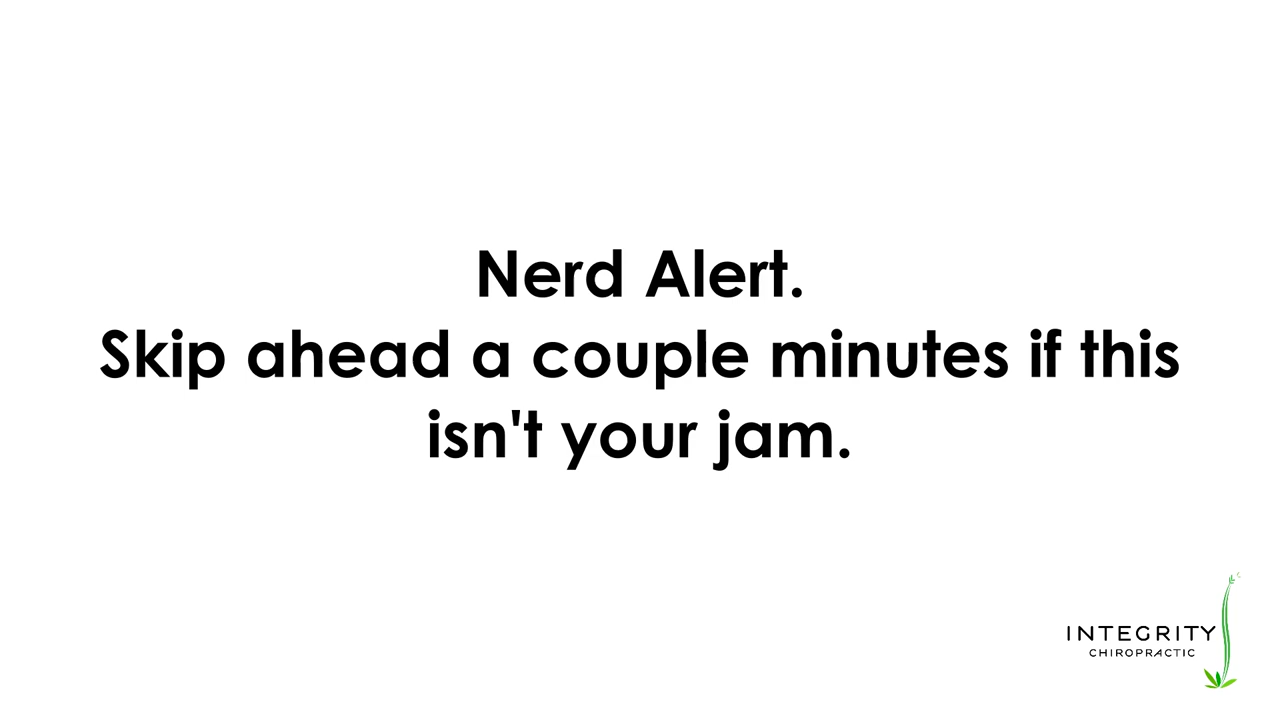 Nerd Alert.
Skip ahead a couple minutes if this
isn't your jam.
INTEGRITY
CHIROPRACTIC